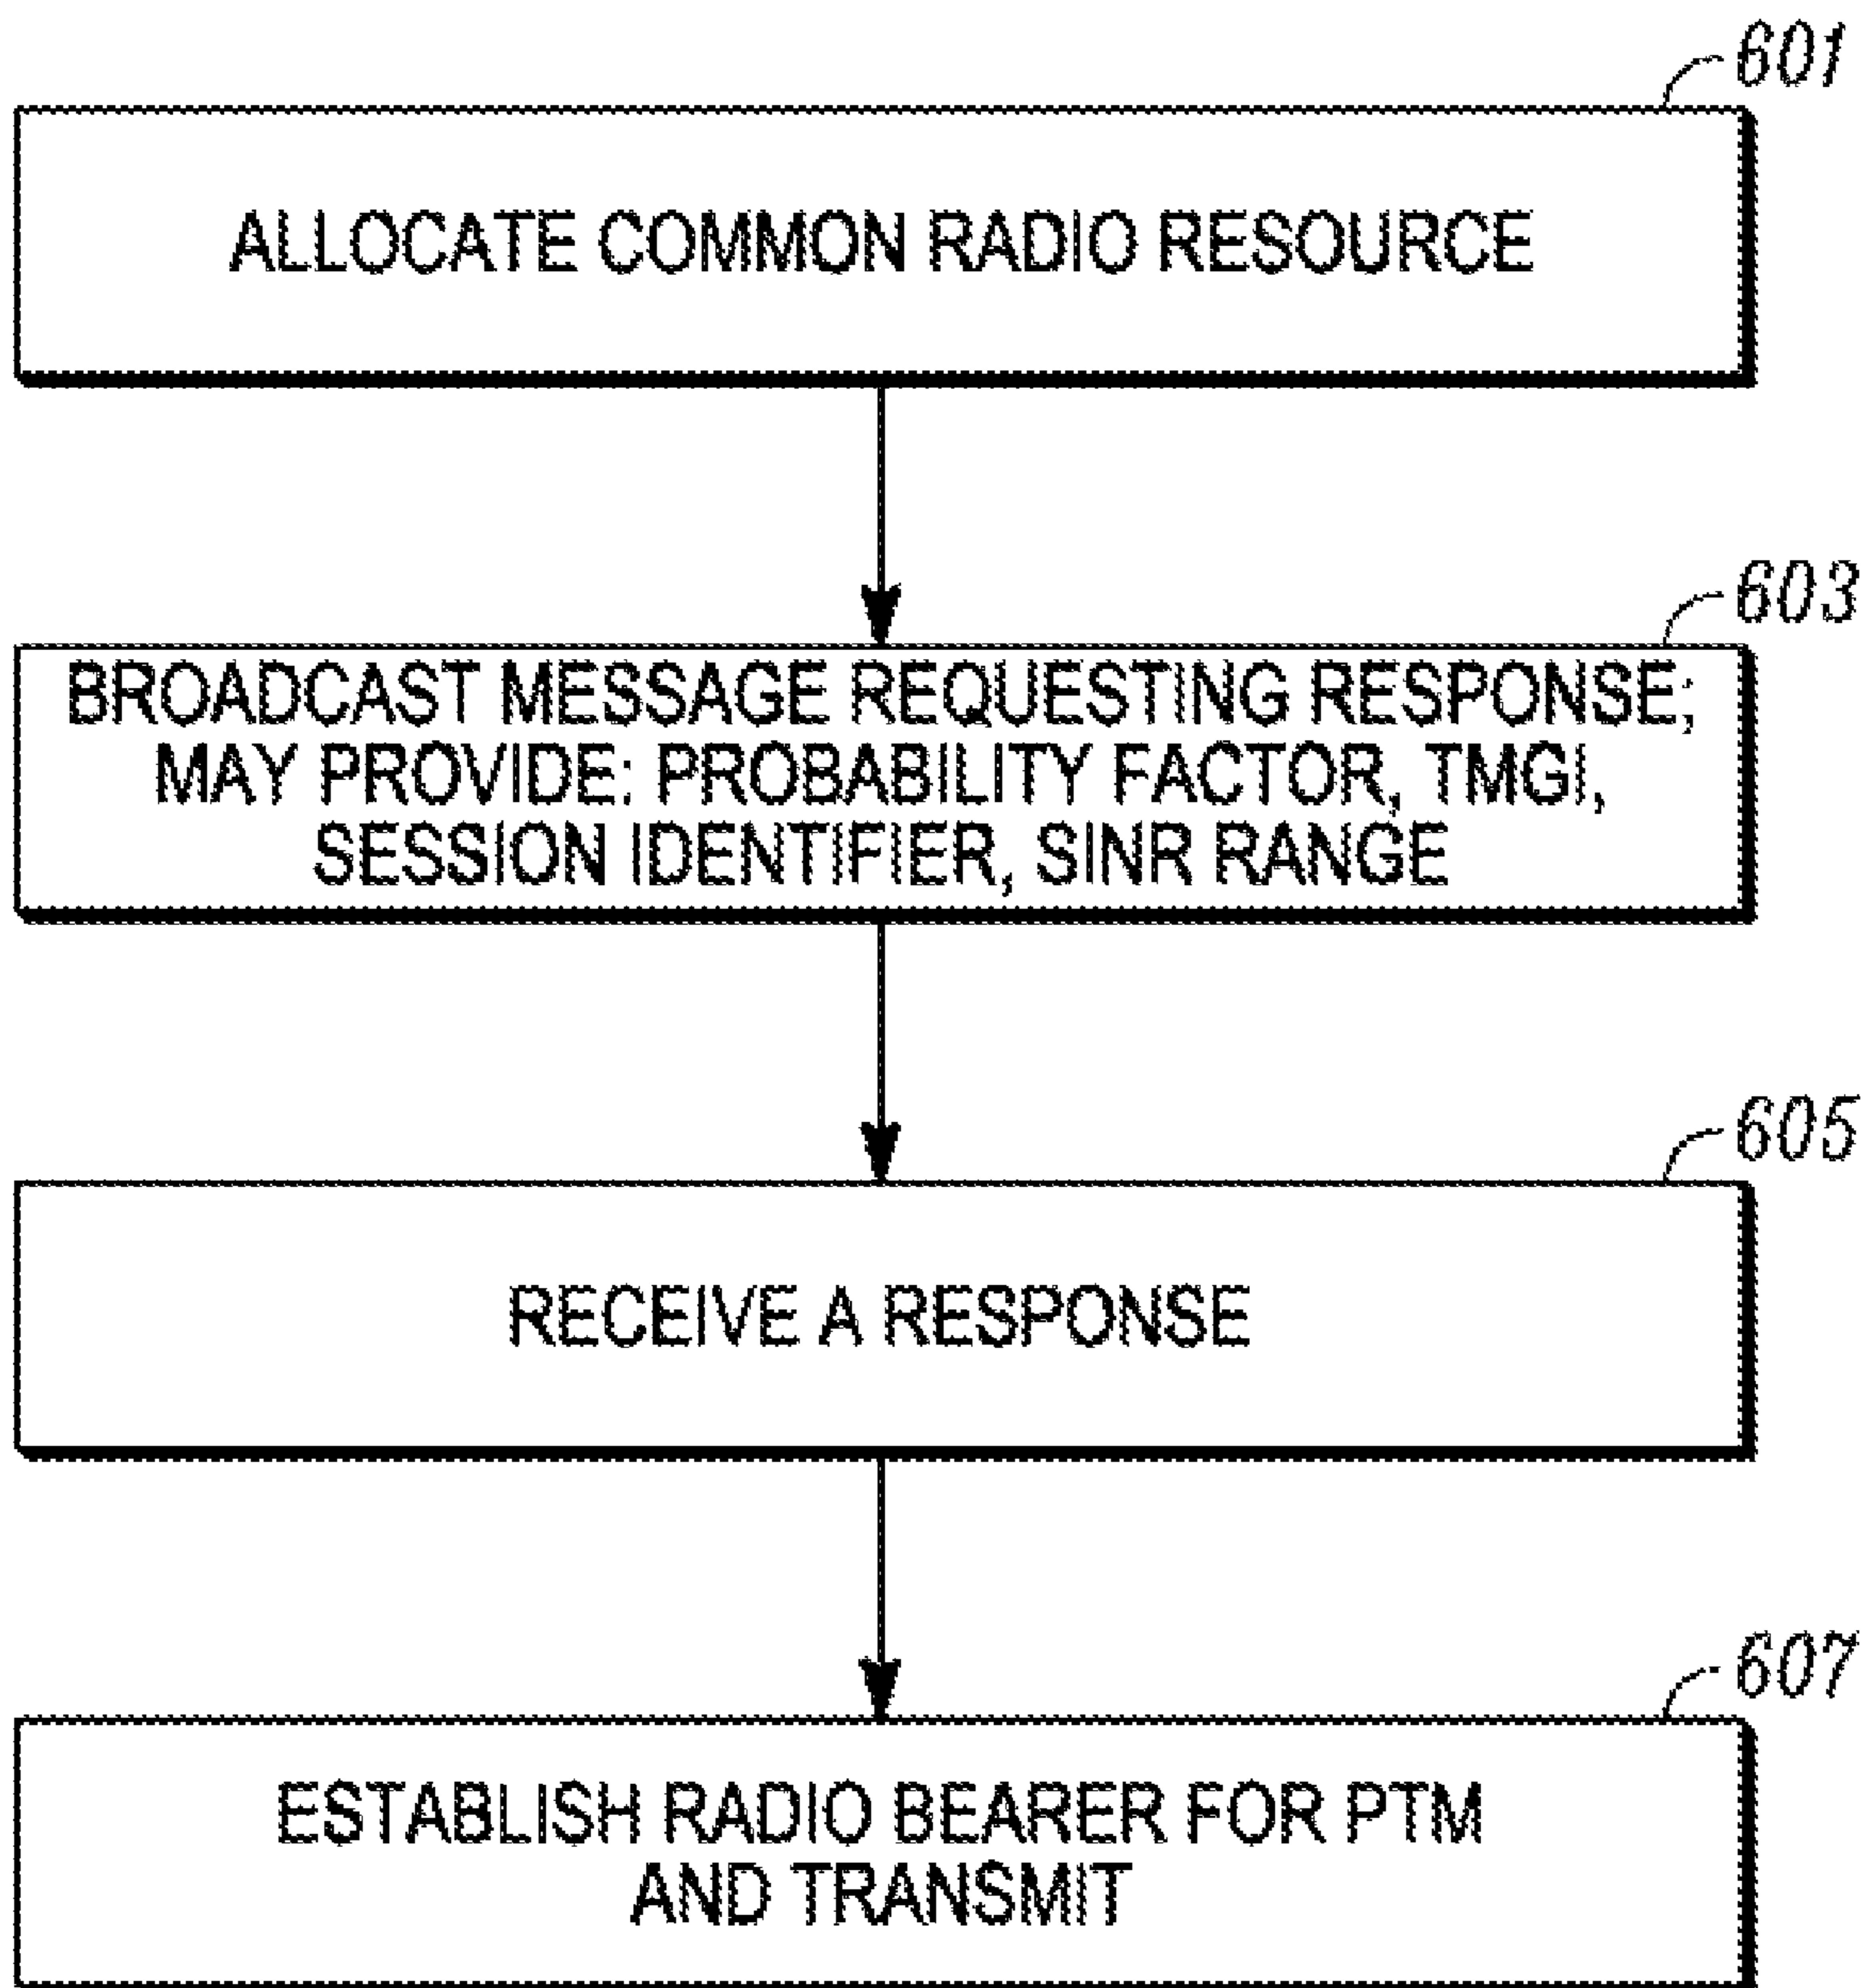 601
ALLOCATE COMMON RADIO RESOURCE
603
BROADCAST MESSAGE REQUESTING RESPONSE;
MAY PROVIDE: PROBABILITY FACTOR, TMGI,
SESSION IDENTIFIER, SINR RANGE
605
RECEIVE A RESPONSE
607
ESTABLISH RADIO BEARER FOR PTM
AND TRANSMIT